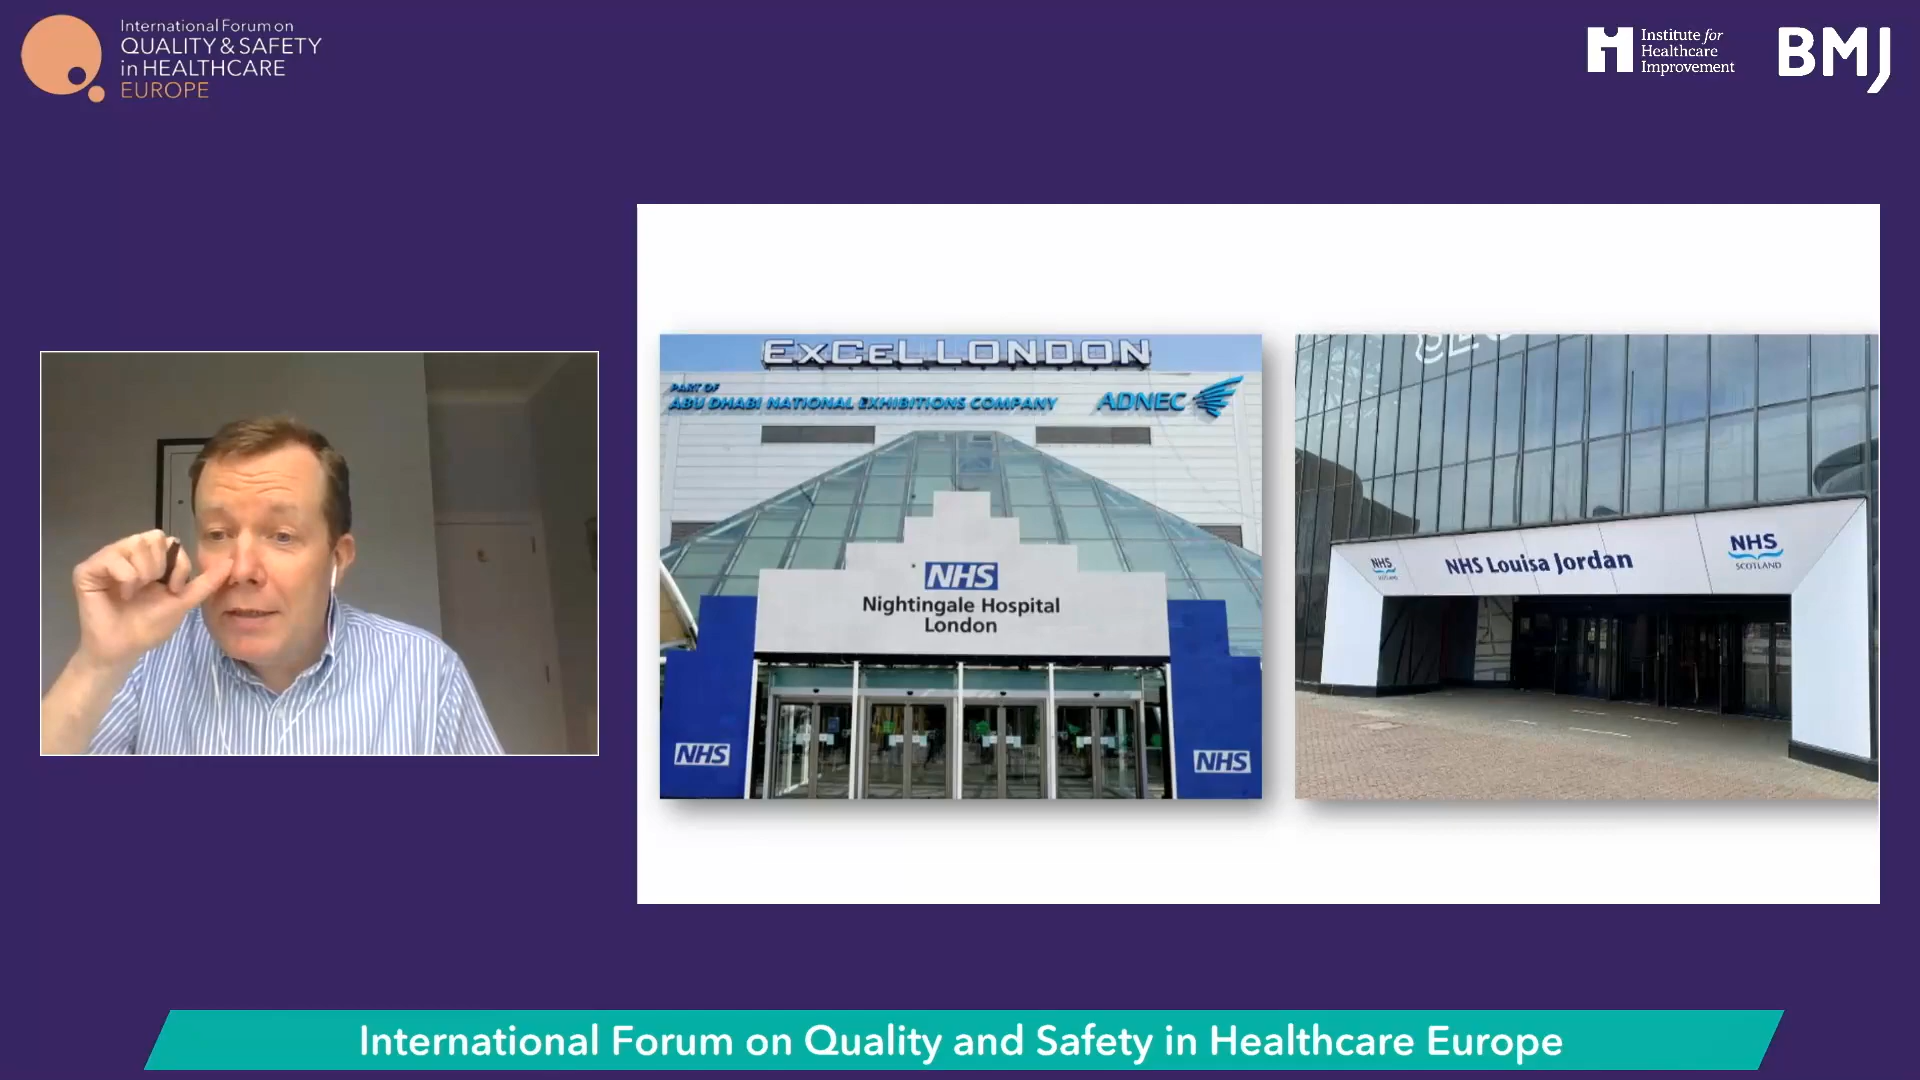 International Forum on
QUALITY & SAFETY
in HEALTHCARE
EUROPE
Institute for
Healthcare
Improvement
BMJ
EXCEL LONDON
PART OF
ABU DHABI NATIONAL EXHIBITIONS COMPANY
ADNEC
NHS
Nightingale Hospital
London
NHS
NHS
NHS
SCOTLAND
NHS Louisa Jordan
NHS
SCOTLAND
International Forum on Quality and Safety in Healthcare Europe